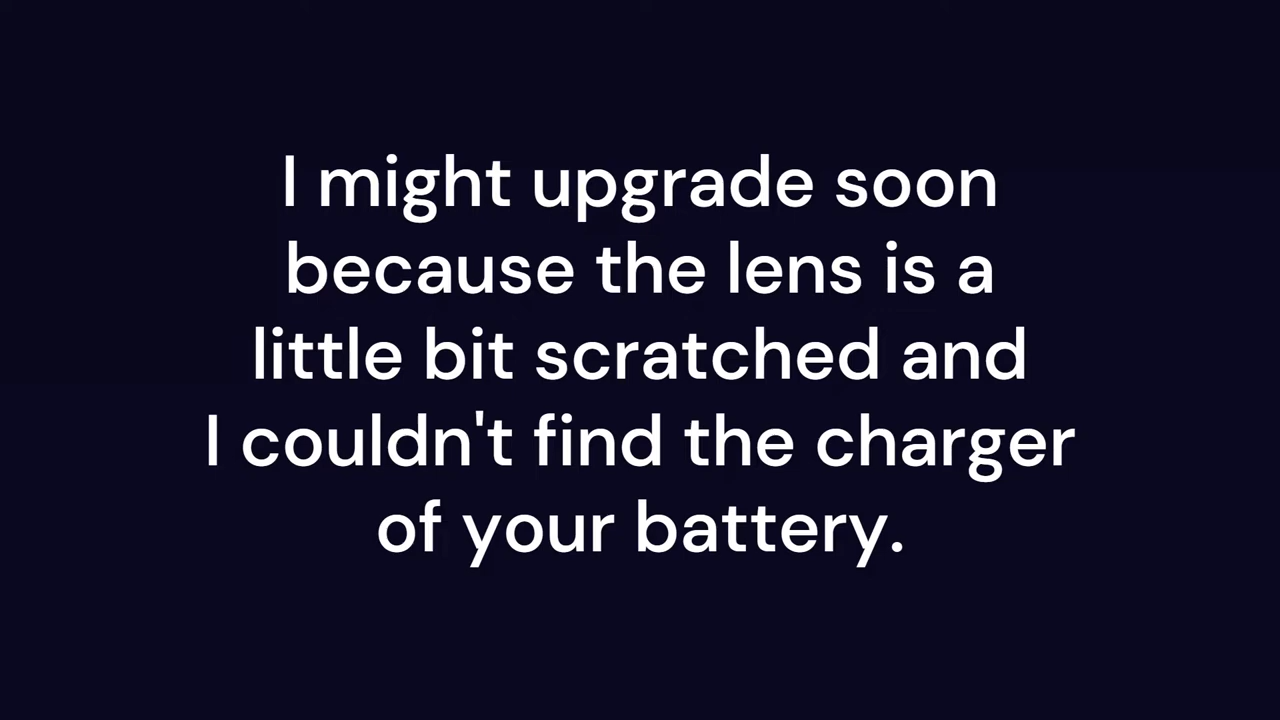 I might upgrade soon
because the lens is a
little bit scratched and
I couldn't find the charger
of your battery.